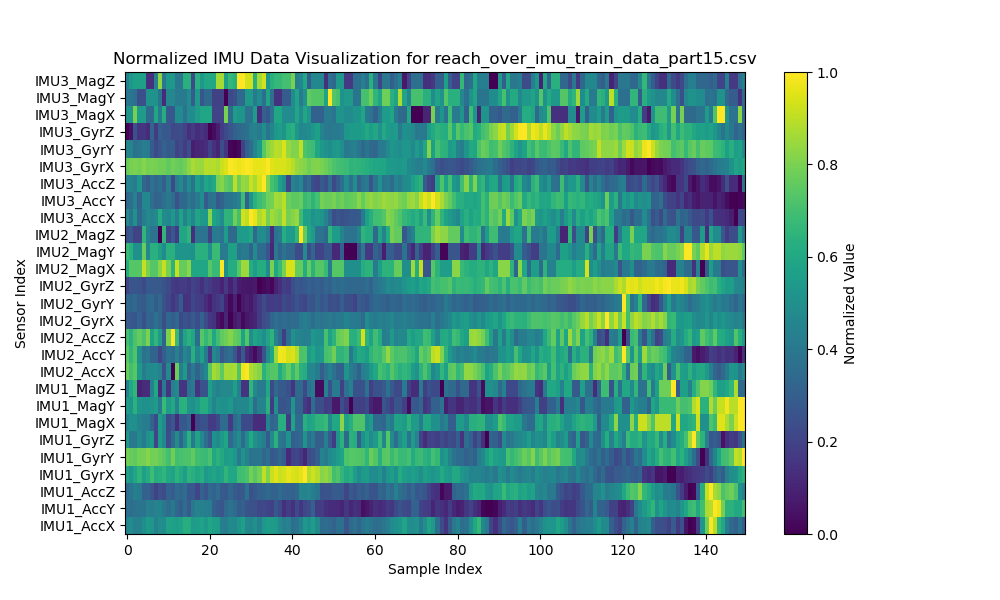 Normalized IMU Data Visualization for reach_over_imu_train_data_part15.csv
IMU3_MagZ
IMU3_MagY
IMU3_MagX
IMU3_GyrZ
IMU3_GyrY
IMU3_GyrX
IMU3_AccZ
IMU3_AccY
IMU3_AccX
IMU2_MagZ
IMU2_MagY
IMU2_MagX
IMU2_GyrZ
IMU2_GyrY
IMU2_GyrX
IMU2_AccZ
IMU2_AccY
IMU2_AccX
IMU1_MagZ
IMU1_MagY
IMU1_MagX
IMU1_GyrZ
IMU1_GyrY
IMU1_GyrX
IMU1_AccZ
IMU1_AccY
IMU1_AccX
Sensor Index
0 20 40 60 80 100 120 140
Sample Index
1.0
0.8
0.6
0.4
0.2
0.0
Normalized Value